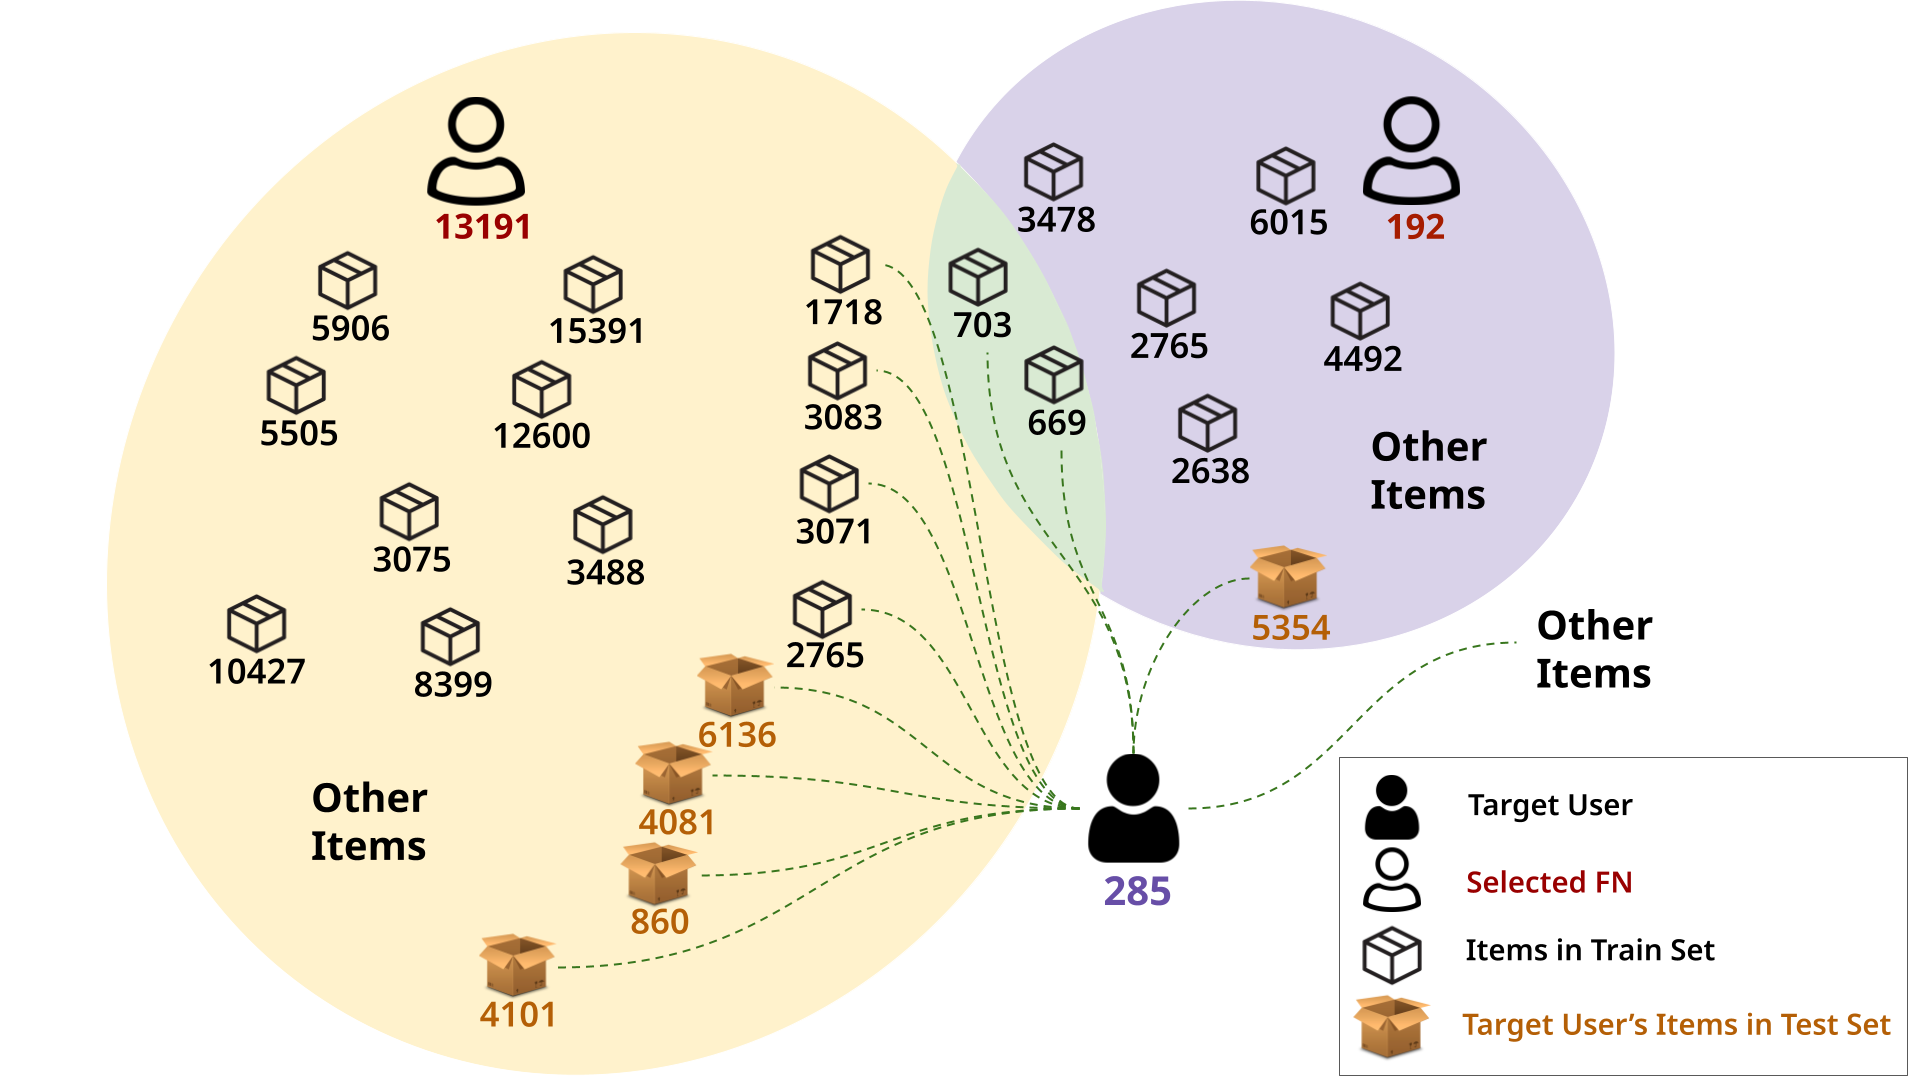 13191
5906
15391
5505
12600
3075
3488
10427
8399
1718
3083
3071
2765
6136
4081
860
4101
Other
Items
703
669
3478
6015
192
2765
4492
2638
Other
Items
5354
Other
Items
285
Target User
Selected FN
Items in Train Set
Target User’s Items in Test Set